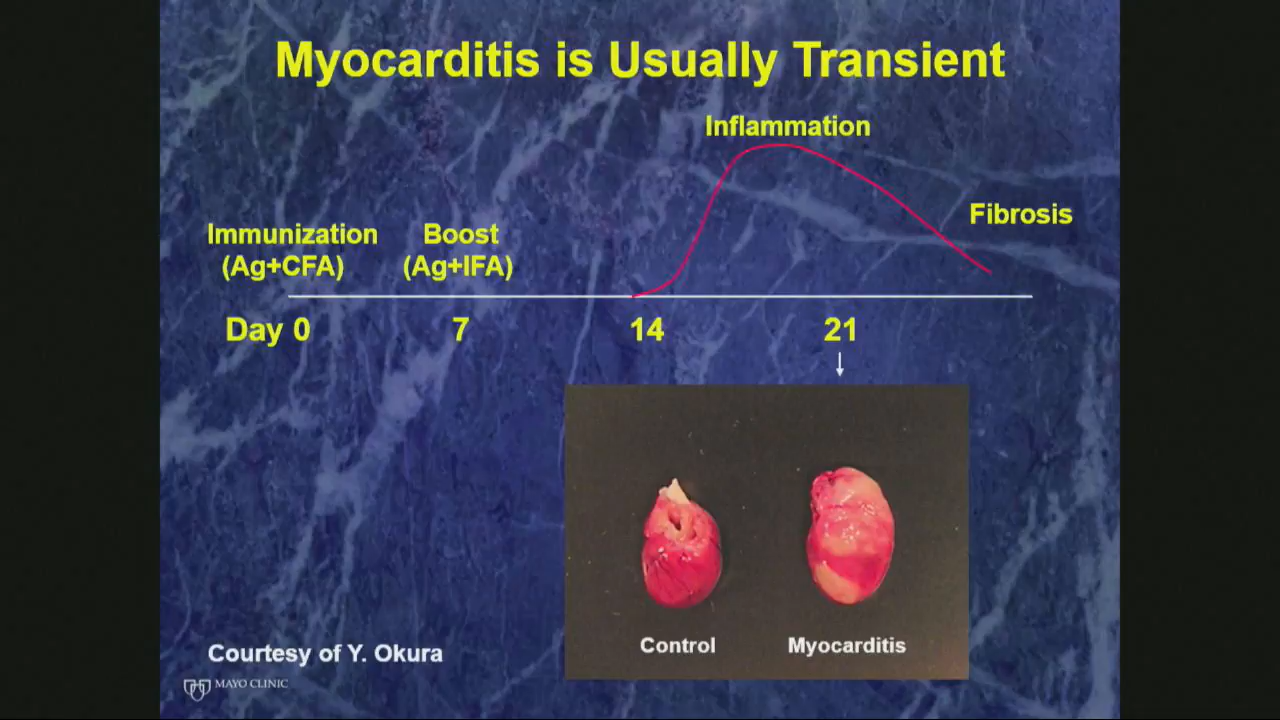 Myocarditis is Usually Transient
Inflammation
Fibrosis
Immunization
(Ag+CFA)
Boost
(Ag+IFA)
Day 0
7
14
21
Control
Myocarditis
Courtesy of Y. Okura
MAYO CLINIC